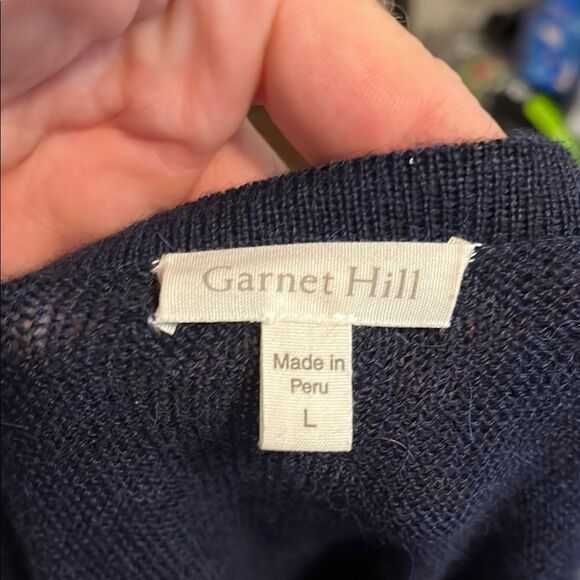 Garnet Hill
Made in
Peru
L